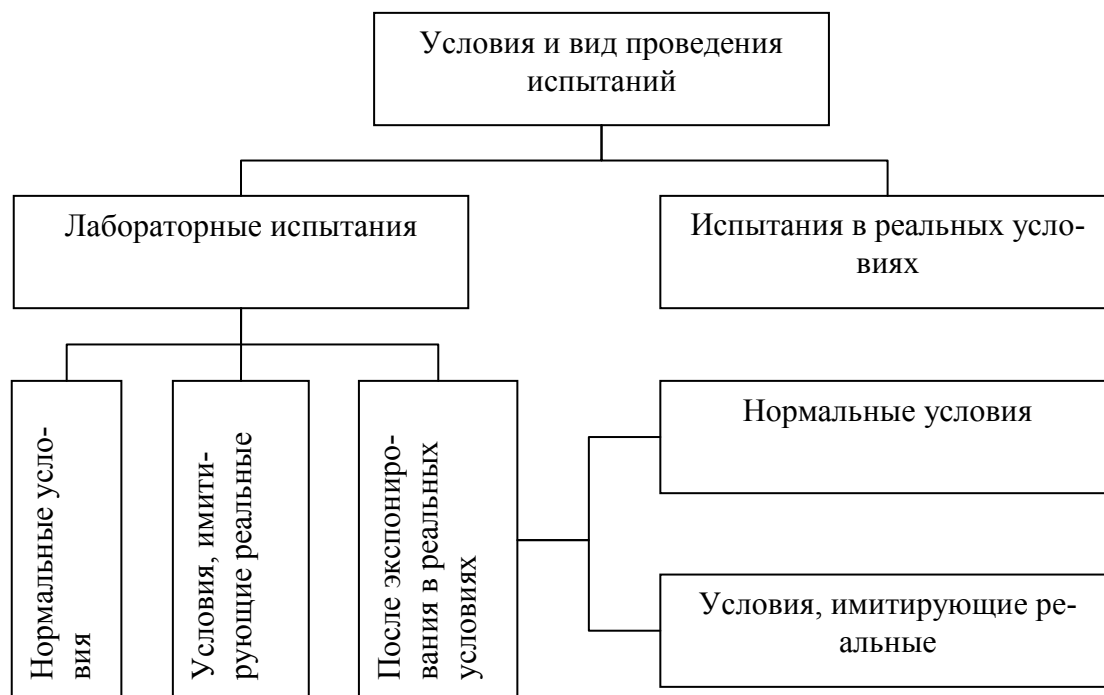 Условия и вид проведения
испытаний
Лабораторные испытания
Испытания в реальных усло-
виях
Нормальные усло-
вия
Условия, имити-
рующие реальные
После экспониро-
вания в реальных
условиях
Нормальные условия
Условия, имитирующие ре-
альные